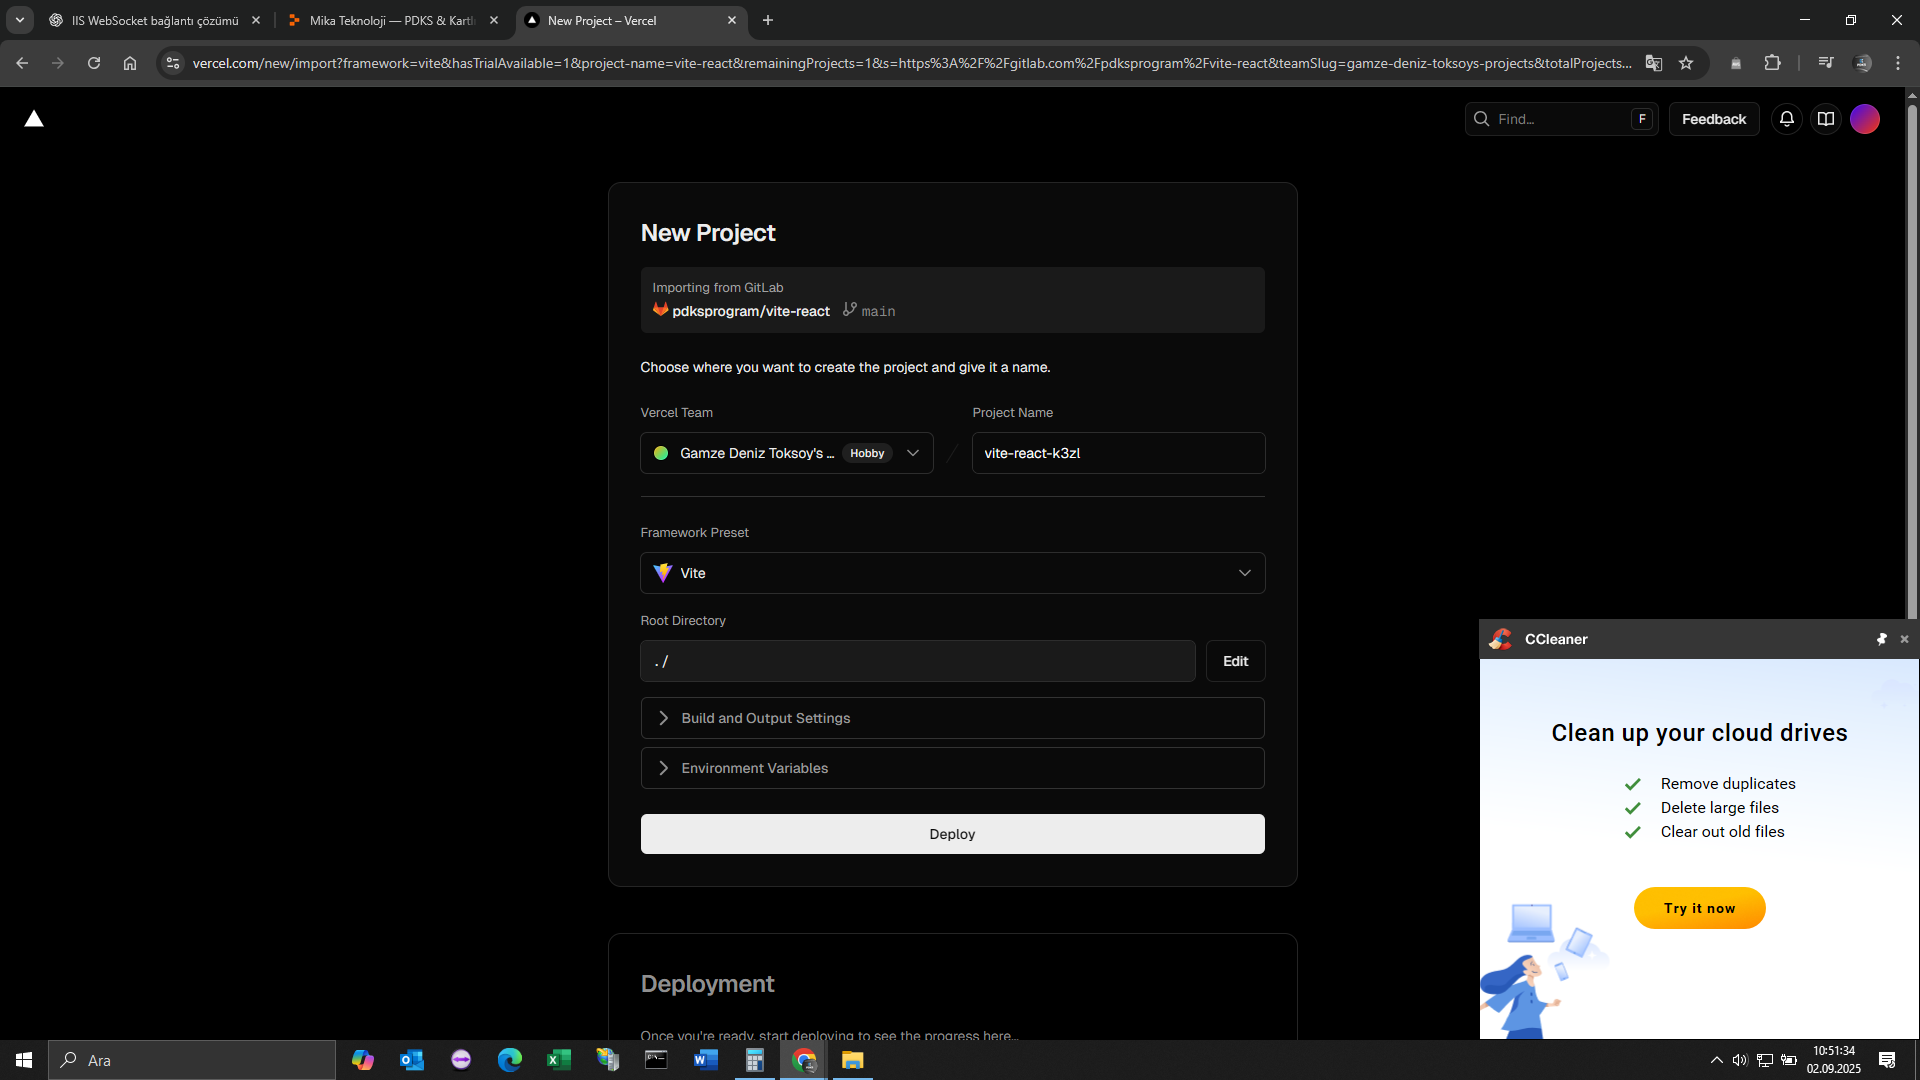 IIS WebSocket bağlantı çözümü
Mika Teknoloji — PDKS & Kartlı
New Project – Vercel
vercel.com/new/import?framework=vite&hasTrialAvailable=1&project-name=vite-react&remainingProjects=1&s=https%3A%2F%2Fgitlab.com%2Fpdksprogram%2Fvite-react&teamSlug=gamze-deniz-toksoys-projects&totalProjects...
Find...
F
Feedback
New Project
Importing from GitLab
pdksprogram/vite-react
main
Choose where you want to create the project and give it a name.
Vercel Team
Project Name
Gamze Deniz Toksoy's ...
Hobby
vite-react-k3zl
Framework Preset
Vite
Root Directory
./
Edit
Build and Output Settings
Environment Variables
Deploy
Deployment
Once you're ready, start deploying to see the progress here...
CCleaner
Clean up your cloud drives
Remove duplicates
Delete large files
Clear out old files
Try it now
Ara
10:51:34
02.09.2025